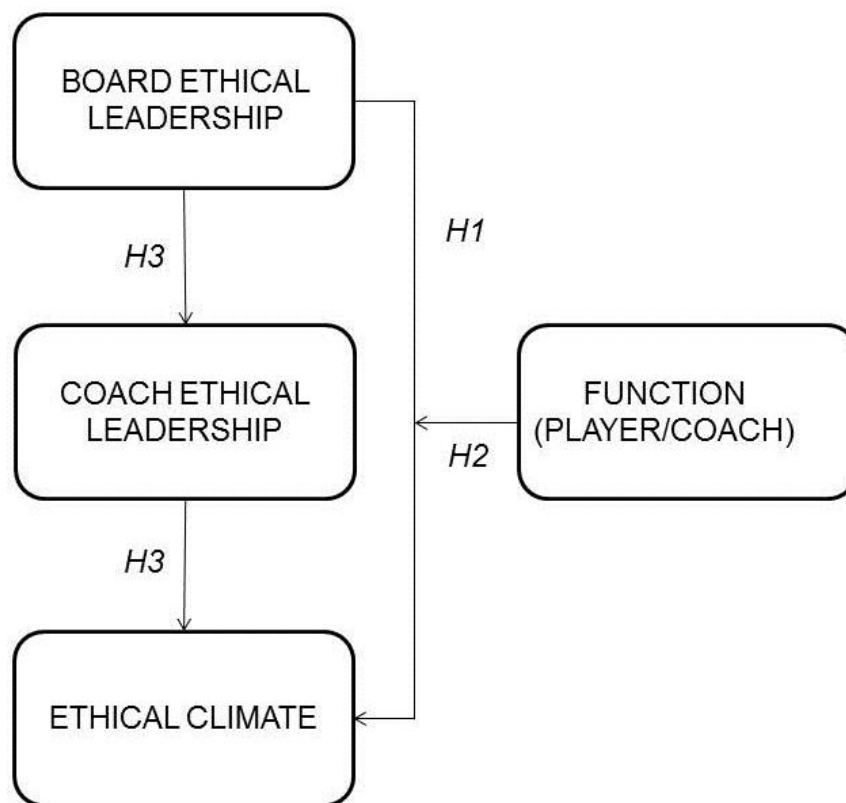 BOARD ETHICAL
LEADERSHIP
H1
H3
COACH ETHICAL
LEADERSHIP
FUNCTION
(PLAYER/COACH)
H2
H3
ETHICAL CLIMATE